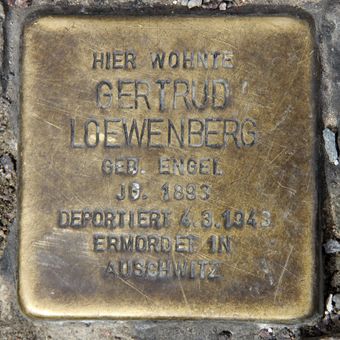 HIER WOHNTE
GERTRUD
LOEWENBERG
GEB. ENGEL
JG. 1893
DEPORTIERT 4.3.1943
ERMORDET IN
AUSCHWITZ